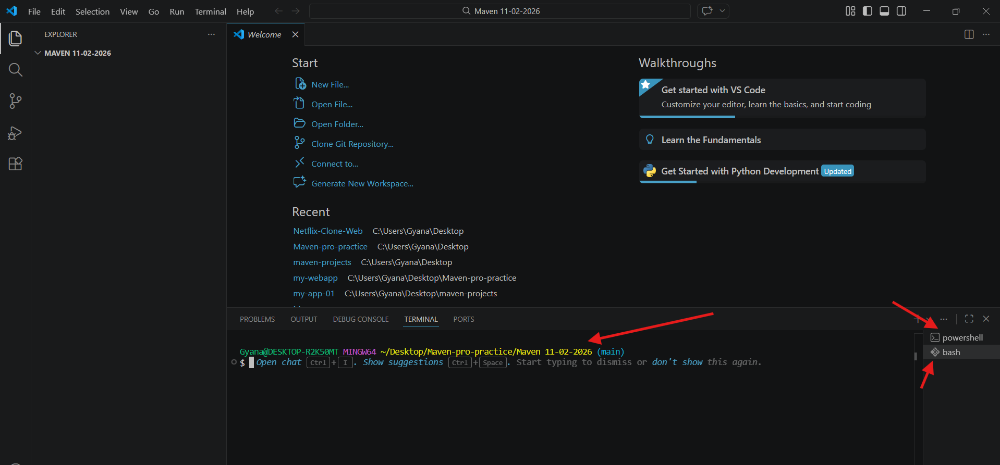 File Edit Selection View Go Run Terminal Help
Maven 11-02-2026
EXPLORER
MAVEN 11-02-2026
Welcome
Start
New File...
Open File...
Open Folder...
Clone Git Repository...
Connect to...
Generate New Workspace...
Recent
Netflix-Clone-Web C:\Users\Gyana\Desktop
Maven-pro-practice C:\Users\Gyana\Desktop
maven-projects C:\Users\Gyana\Desktop
my-webapp C:\Users\Gyana\Desktop\Maven-pro-practice
my-app-01 C:\Users\Gyana\Desktop\maven-projects
Walkthroughs
Get started with VS Code
Customize your editor, learn the basics, and start coding
Learn the Fundamentals
Get Started with Python Development Updated
PROBLEMS OUTPUT DEBUG CONSOLE TERMINAL PORTS
Gyana@DESKTOP-R2K50MT MINGW64 ~/Desktop/Maven-pro-practice/Maven 11-02-2026 (main)
$ Open chat Ctrl+I. Show suggestions Ctrl+Space. Start typing to dismiss or don't show this again.
powershell
bash